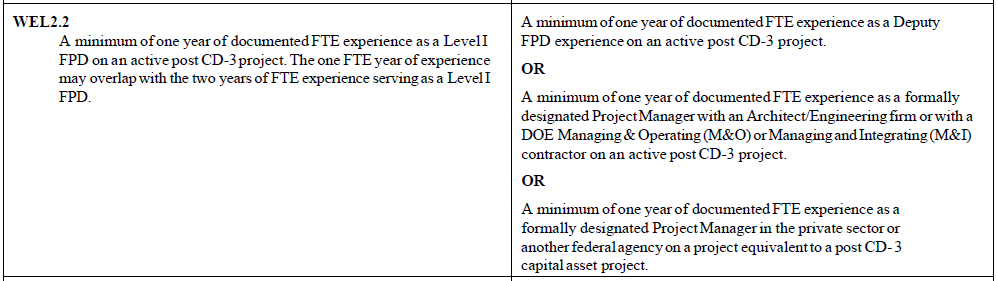 WEL2.2
A minimum of one year of documented FTE experience as a Level I
FPD on an active post CD-3 project. The one FTE year of experience
may overlap with the two years of FTE experience serving as a Level I
FPD.
A minimum of one year of documented FTE experience as a Deputy
FPD experience on an active post CD-3 project.
OR
A minimum of one year of documented FTE experience as a formally
designated Project Manager with an Architect/Engineering firm or with a
DOE Managing & Operating (M&O) or Managing and Integrating (M&I)
contractor on an active post CD-3 project.
OR
A minimum of one year of documented FTE experience as a
formally designated Project Manager in the private sector or
another federal agency on a project equivalent to a post CD-3
capital asset project.